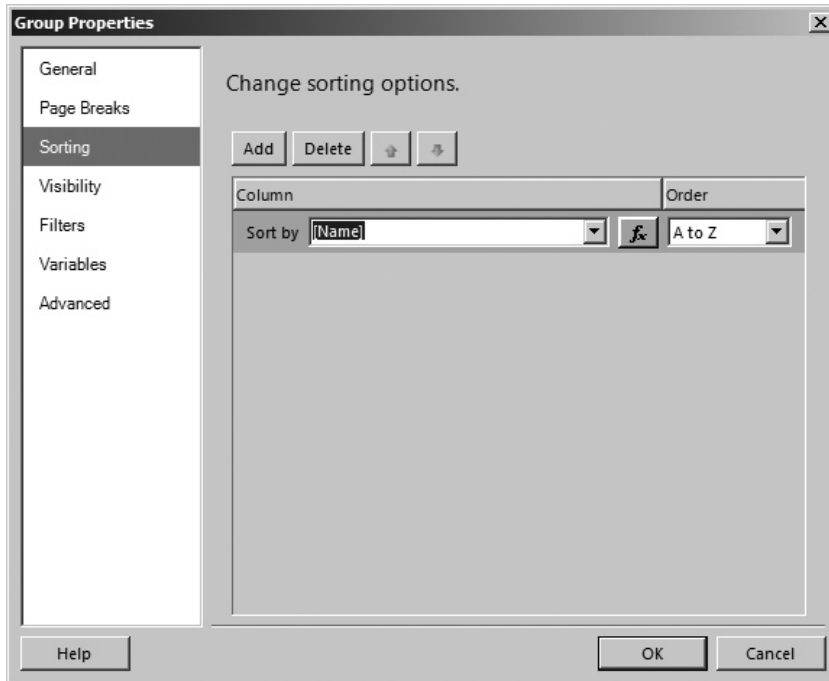 Group Properties
General
Page Breaks
Sorting
Visibility
Filters
Variables
Advanced
Change sorting options.
Add Delete
Column Order
Sort by [Name] fx A to Z
Help OK Cancel